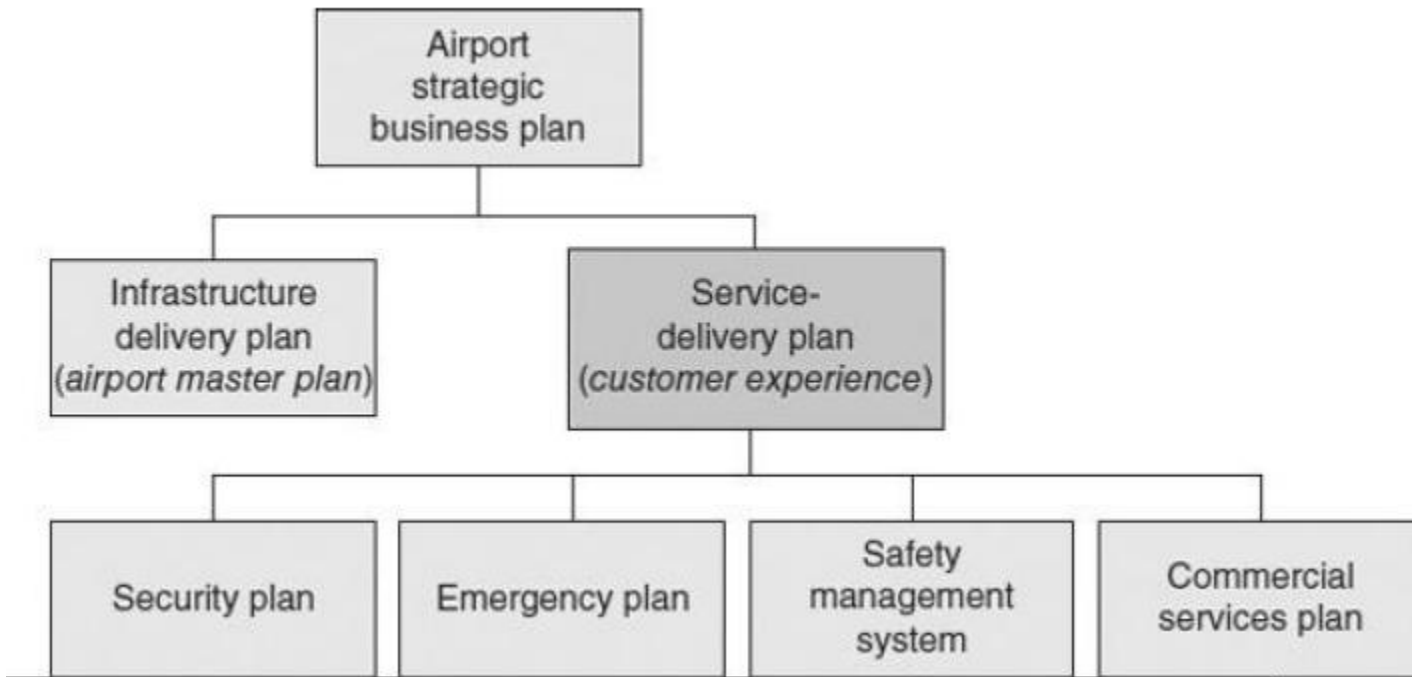 Airport
strategic
business plan
Infrastructure
delivery plan
(airport master plan)
Service-
delivery plan
(customer experience)
Security plan
Emergency plan
Safety
management
system
Commercial
services plan